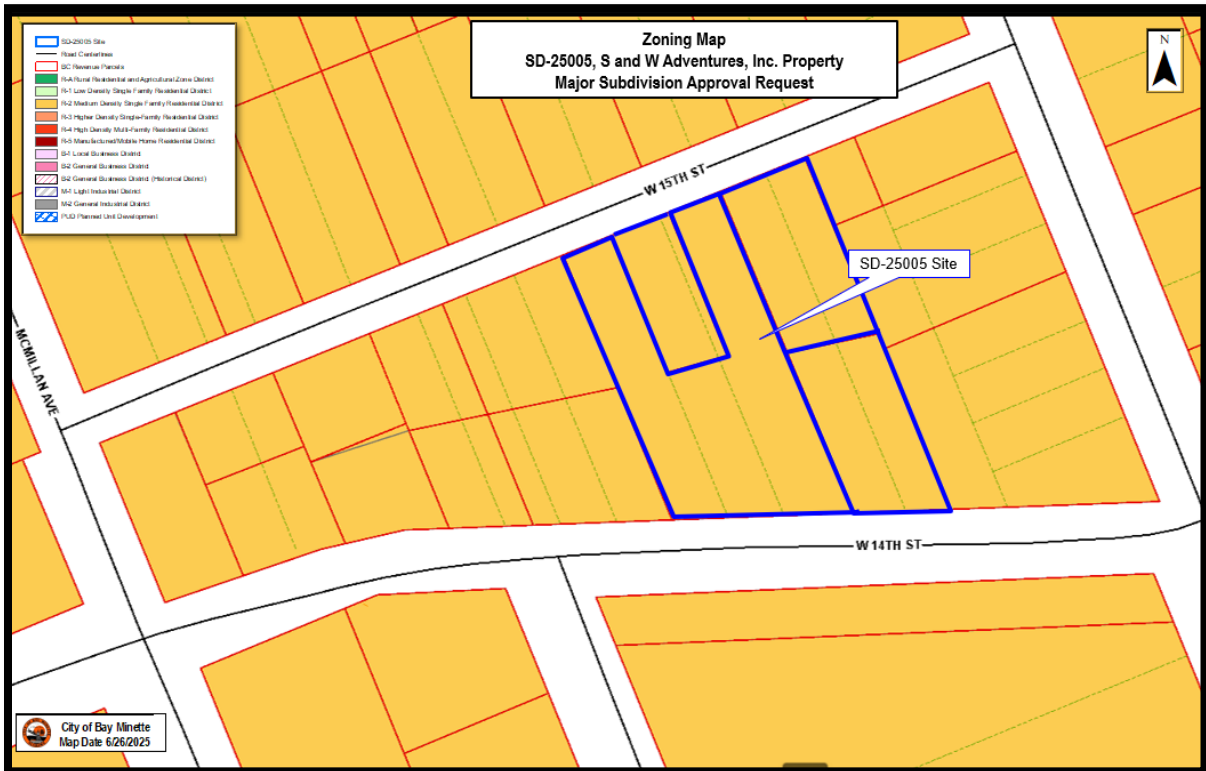 Zoning Map
SD-25005, S and W Adventures, Inc. Property
Major Subdivision Approval Request
N
SD-25005 Site
Road Centerlines
BC Revenue Parcels
R-A Rural Residential and Agricultural Zone District
R-1 Low Density Single Family Residential District
R-2 Medium Density Single Family Residential District
R-3 Higher Density Single-Family Residential District
R-4 High Density Multi-Family Residential District
R-5 Manufactured/Mobile Home Residential District
B-1 Local Business District
B-2 General Business District
B-2 General Business District (Historical District)
M-1 Light Industrial District
M-2 General Industrial District
PUD Planned Unit Development
W 15TH ST
SD-25005 Site
MCMILLAN AVE
W 14TH ST
City of Bay Minette
Map Date 6/26/2025